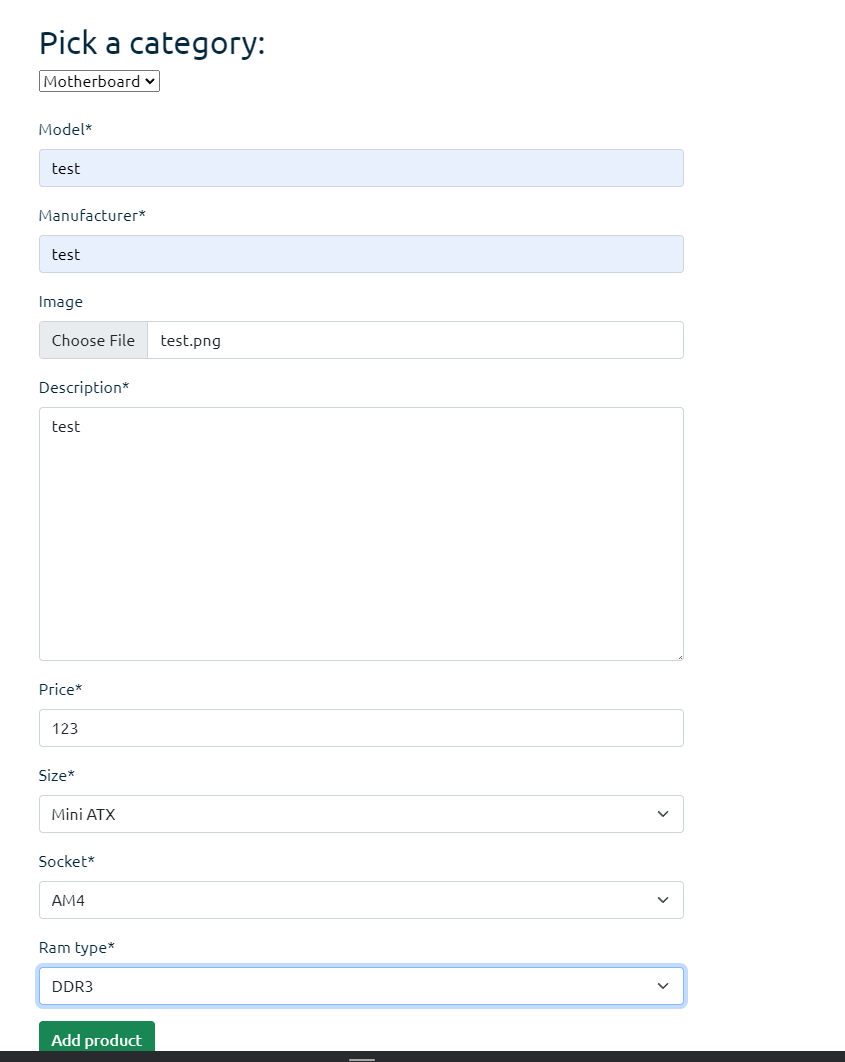 Pick a category:
Motherboard
Model*
test
Manufacturer*
test
Image
Choose File test.png
Description*
test
Price*
123
Size*
Mini ATX
Socket*
AM4
Ram type*
DDR3
Add product